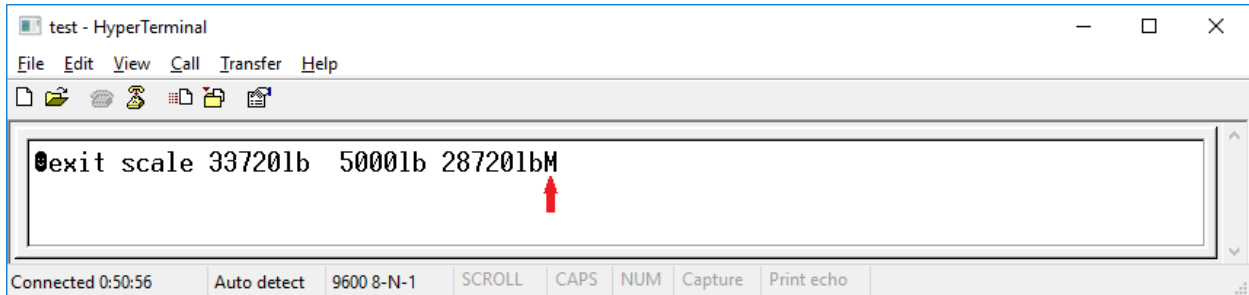 test - HyperTerminal
File Edit View Call Transfer Help
exit scale 33720lb  5000lb 28720lbM
Connected 0:50:56 Auto detect 9600 8-N-1 SCROLL CAPS NUM Capture Print echo